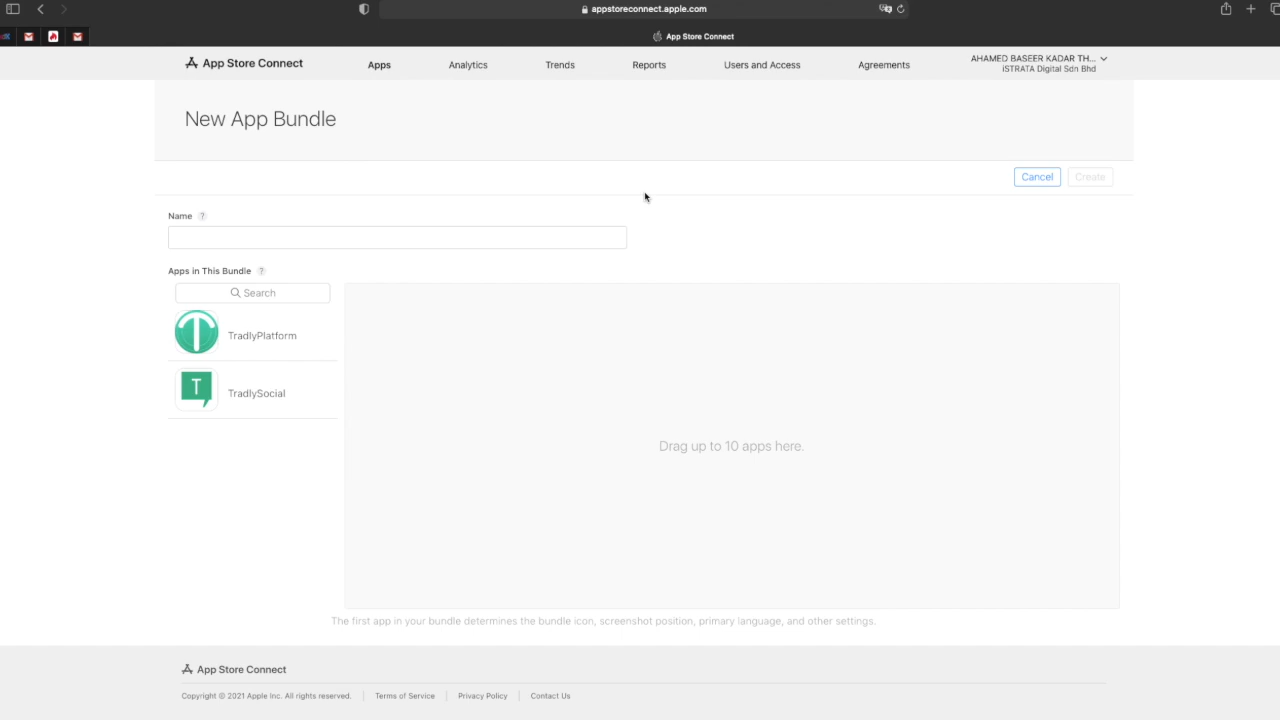 appstoreconnect.apple.com
App Store Connect
App Store Connect
Apps
Analytics
Trends
Reports
Users and Access
Agreements
AHAMED BASEER KADAR TH...
iSTRATA Digital Sdn Bhd
New App Bundle
Cancel
Create
Name ?
Apps in This Bundle ?
Search
T
TradlyPlatform
T
TradlySocial
Drag up to 10 apps here.
The first app in your bundle determines the bundle icon, screenshot position, primary language, and other settings.
App Store Connect
Copyright © 2021 Apple Inc. All rights reserved.
Terms of Service
Privacy Policy
Contact Us